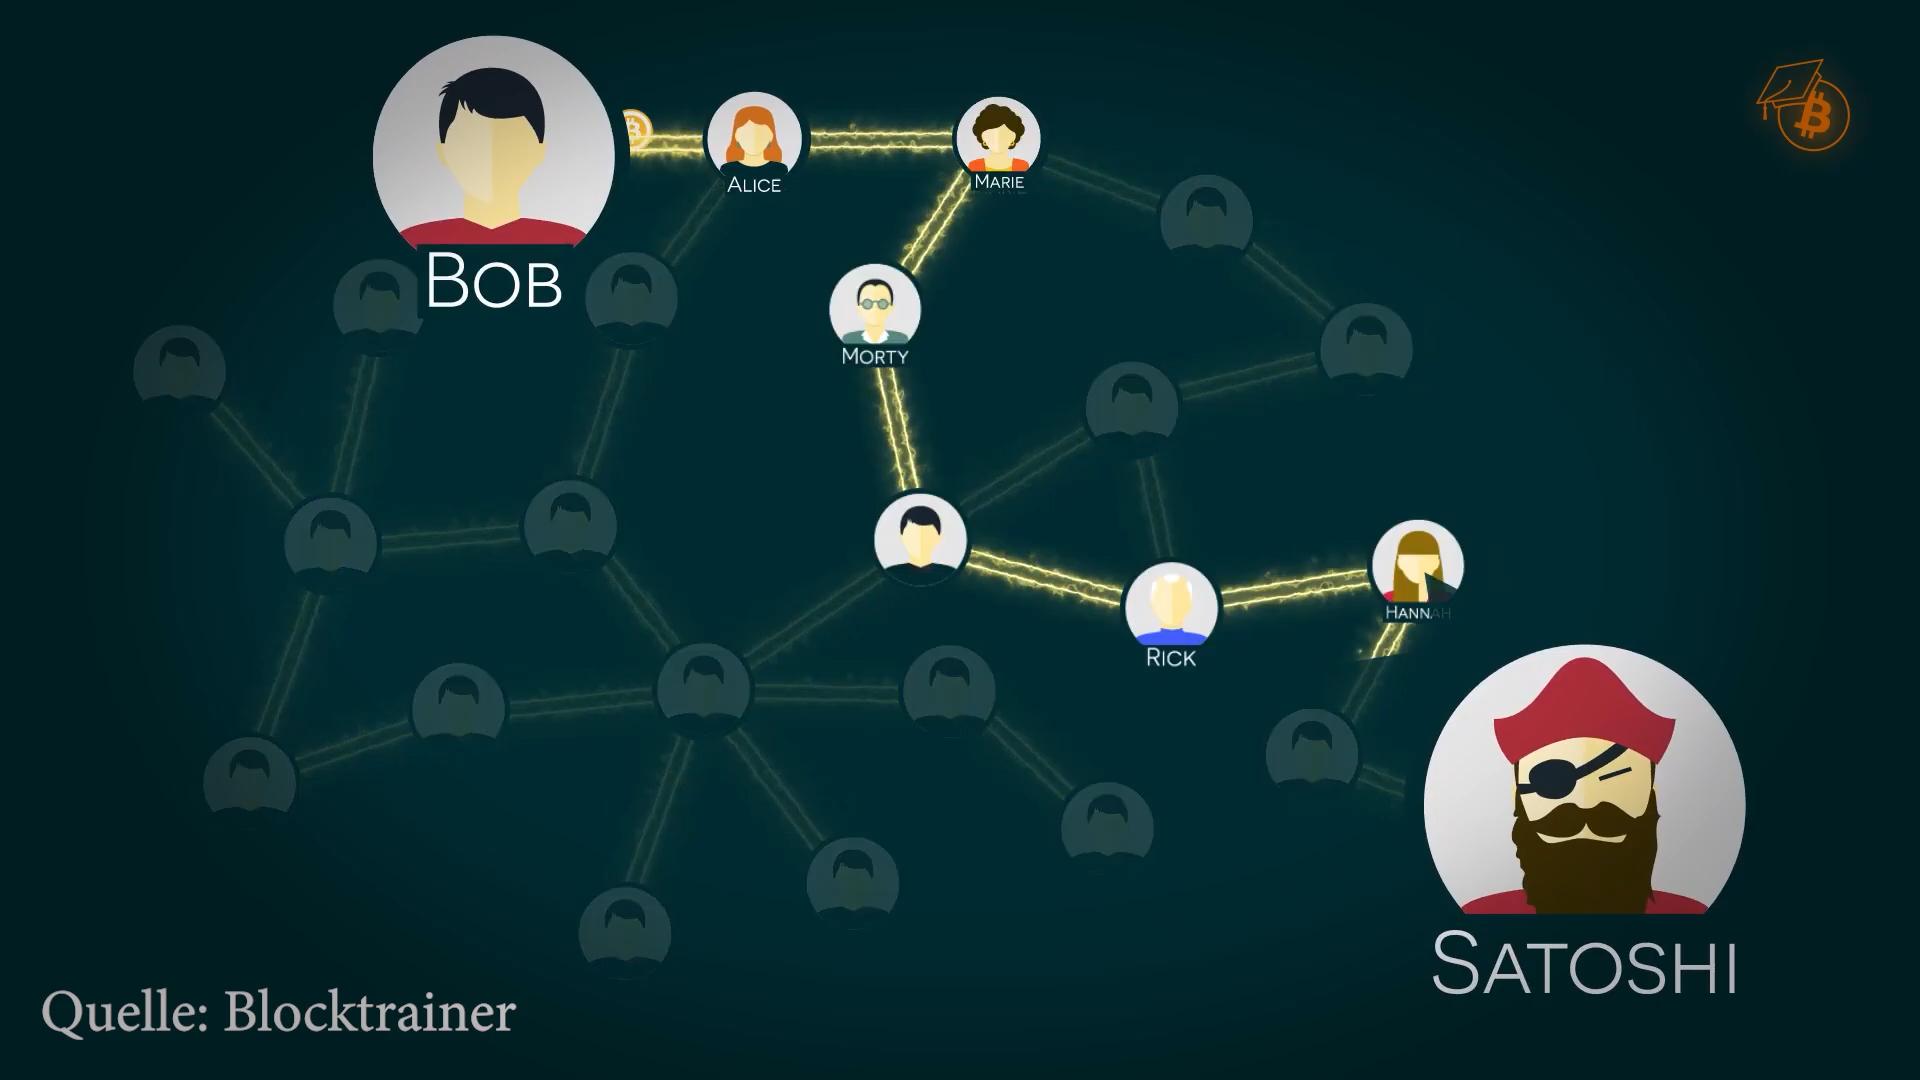 Alice
Marie
Bob
Morty
Hannah
Rick
Satoshi
Quelle: Blocktrainer